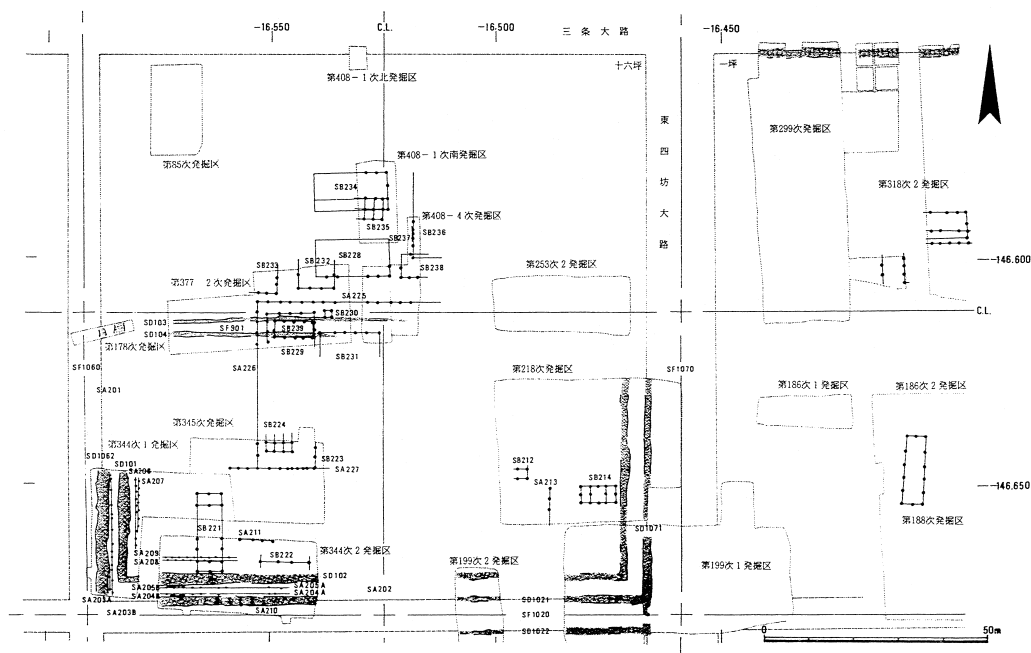 -16.550
C.L.
-16.500
三条大路
-16.450
十六坪
一坪
第408-1次北発掘区
第85次発掘区
第408-1次南発掘区
東四坊大路
第299次発掘区
第318次2発掘区
SB234
SB235
第408-4次発掘区
SB237
SB236
SB233
SB232
SB228
SB238
第377 2次発掘区
第253次2発掘区
-146.600
SA225
SB230
C.L.
SD103
SD104
SF901
SB239
第178次発掘区
SB229
SB231
SF1060
SA226
第218次発掘区
SF1070
SA201
第186次1発掘区
第186次2発掘区
第345次発掘区
SB224
第344次1発掘区
SB223
SD1062
SD101
SA206
SA207
SA227
SB212
SA213
SB214
-146.650
SB221
SA211
第188次発掘区
SD1071
SA209
SA208
SB222
第344次2発掘区
第199次2発掘区
第199次1発掘区
SD102
SA205B
SA205A
SA204B
SA204A
SA202
SA203A
SA203B
SA210
SD1021
SF1020
SD1022
0
50m